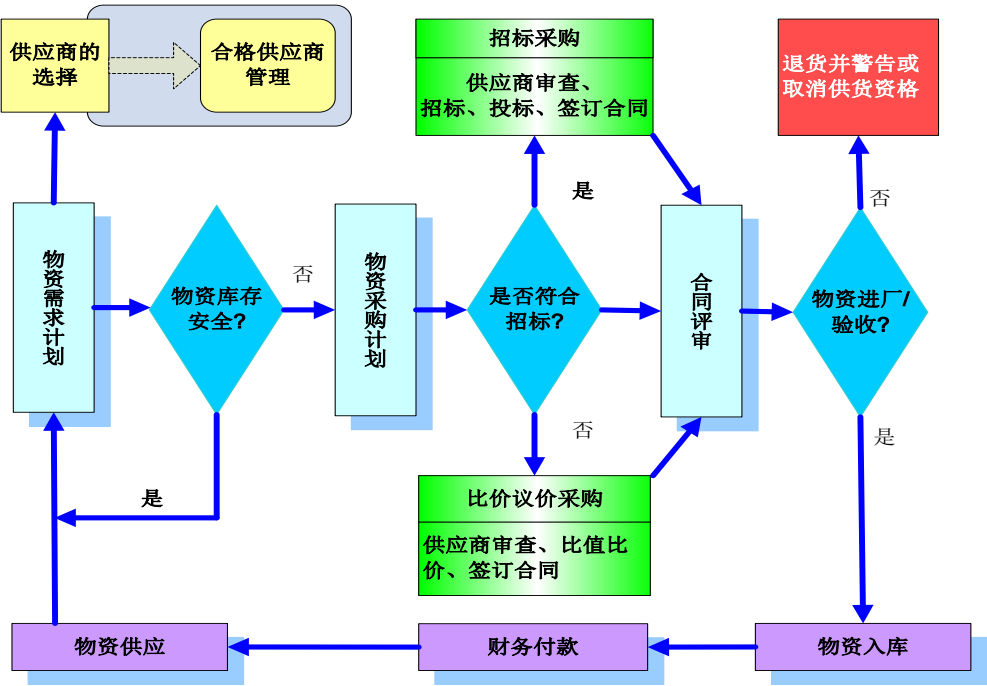 供应商的
选择
合格供应商
管理
招标采购
供应商审查、
招标、投标、签订合同
退货并警告或
取消供货资格
是
否
物资需求计划
物资库存
安全?
否
物资采购计划
是否符合
招标?
合同评审
物资进厂/
验收?
否
是
是
比价议价采购
供应商审查、比值比
价、签订合同
物资供应
财务付款
物资入库